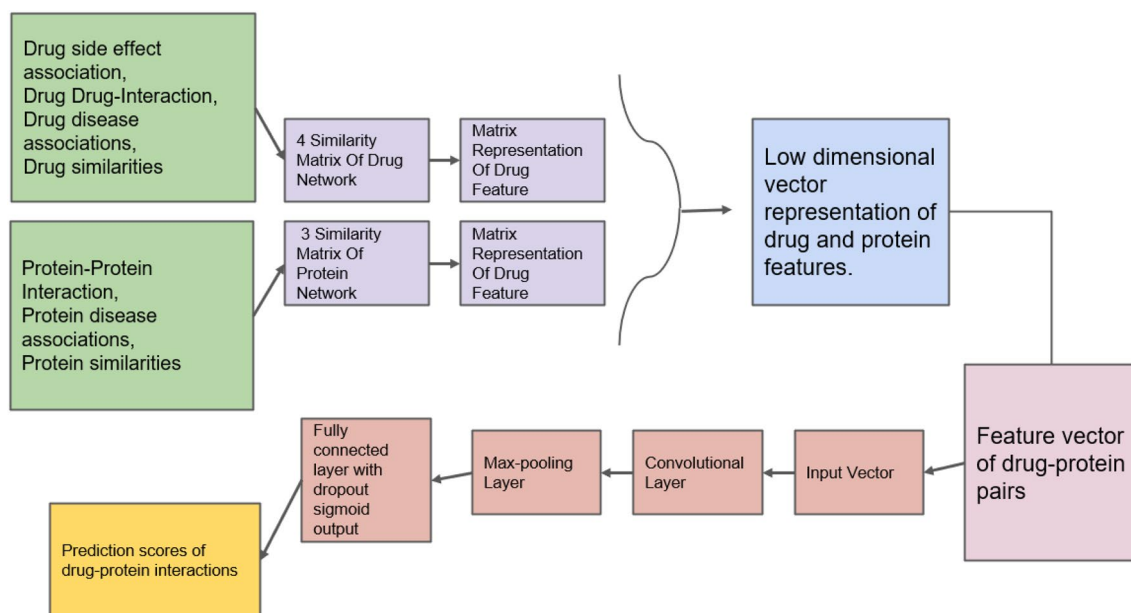 Drug side effect
association,
Drug Drug-Interaction,
Drug disease
associations,
Drug similarities
4 Similarity
Matrix Of Drug
Network
Matrix
Representation
Of Drug
Feature
Low dimensional
vector
representation of
drug and protein
features.
Protein-Protein
Interaction,
Protein disease
associations,
Protein similarities
3 Similarity
Matrix Of
Protein
Network
Matrix
Representation
Of Drug
Feature
Feature vector
of drug-protein
pairs
Input Vector
Convolutional
Layer
Max-pooling
Layer
Fully
connected
layer with
dropout
sigmoid
output
Prediction scores of
drug-protein interactions